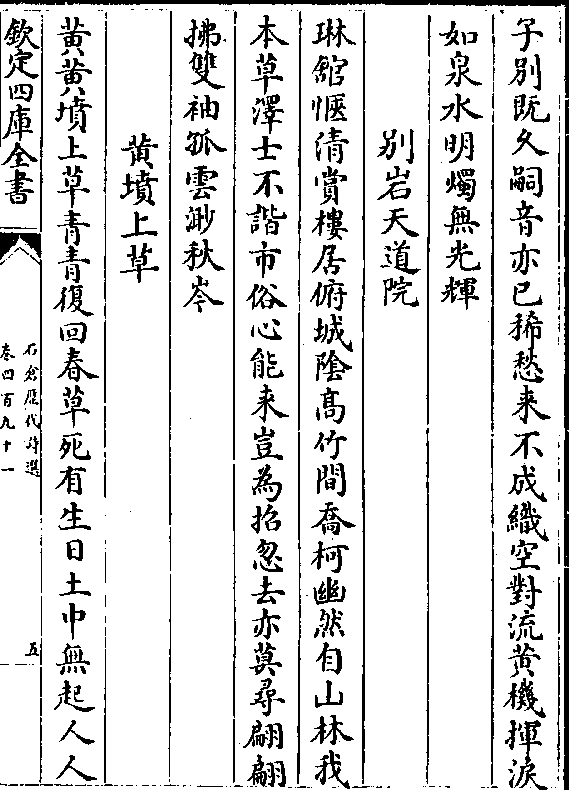 子別既久嗣音亦已稀愁来不成織空對流黄機揮淚
如泉水明燭無光輝
別岩天道院
琳舘愜清賞樓居俯城陰髙竹間喬柯幽然自山林我
本草澤士不諧市俗心能来豈為招忽去亦莫尋翩翩
拂雙袖孤雲渺秋岑
黄墳上草
黄黄墳上草青青復回春草死有生日土中無起人人
欽定四庫全書
石倉歴代詩選
卷四百九十一
五